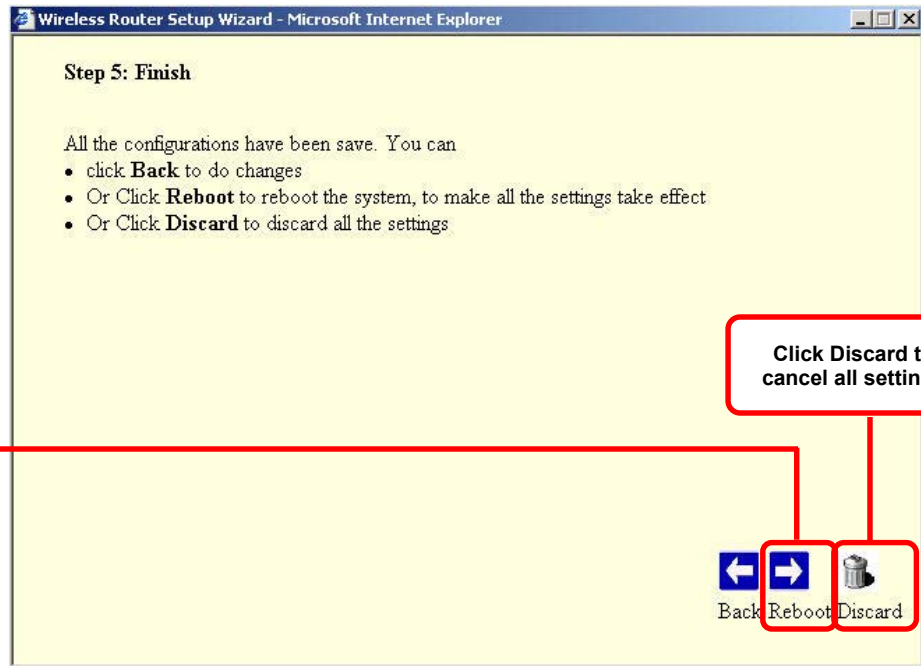 Wireless Router Setup Wizard - Microsoft Internet Explorer
Step 5: Finish
All the configurations have been save. You can
• click Back to do changes
• Or Click Reboot to reboot the system, to make all the settings take effect
• Or Click Discard to discard all the settings
Click Discard t
cancel all settin
Back Reboot Discard